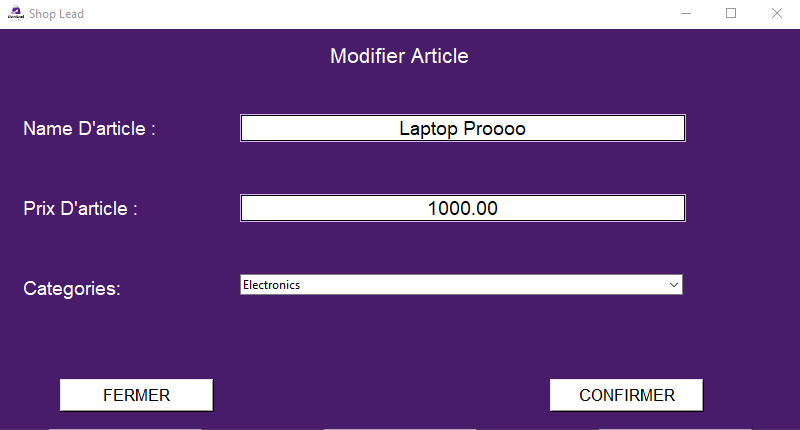 Shop Lead
Modifier Article
Name D'article :
Laptop Proooo
Prix D'article :
1000.00
Categories:
Electronics
FERMER
CONFIRMER